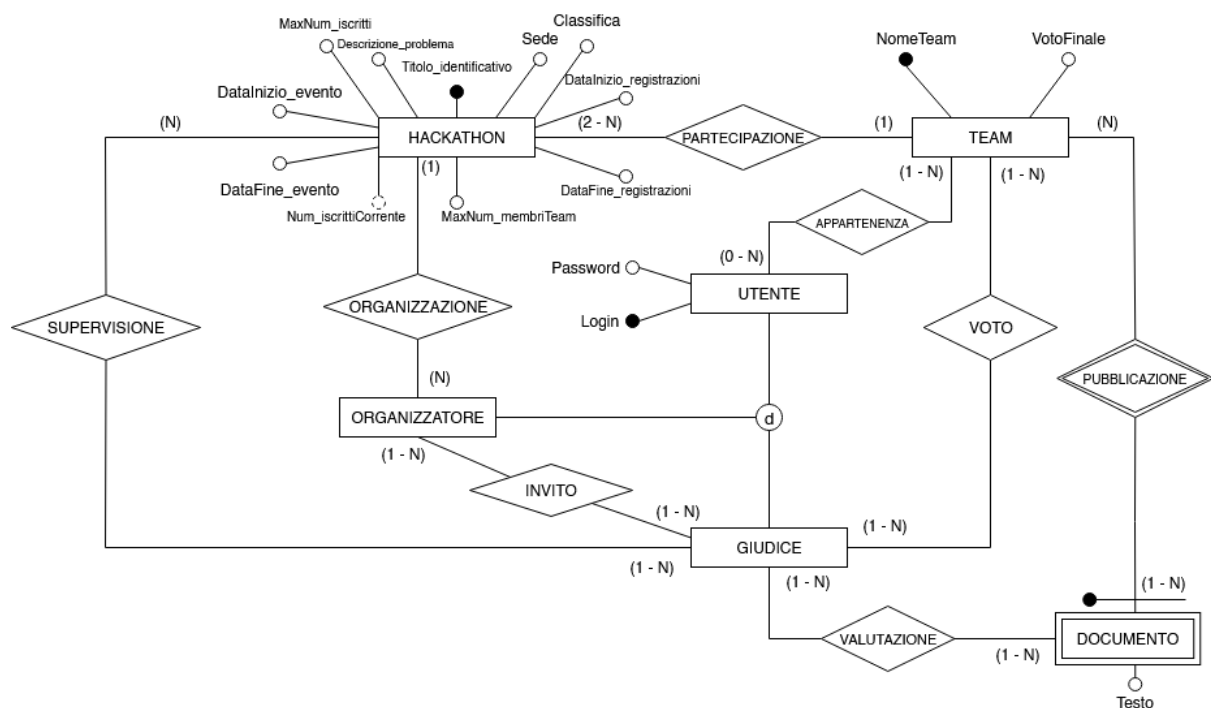 MaxNum_iscritti
Classifica
Descrizione_problema
Sede
Titolo_identificativo
NomeTeam
VotoFinale
DataInizio_evento
DataInizio_registrazioni
(N)
HACKATHON
(2 - N)
PARTECIPAZIONE
(1)
TEAM
(N)
(1)
(1 - N)
(1 - N)
DataFine_evento
DataFine_registrazioni
Num_iscrittiCorrente
MaxNum_membriTeam
APPARTENENZA
(0 - N)
Password
UTENTE
Login
ORGANIZZAZIONE
SUPERVISIONE
VOTO
PUBBLICAZIONE
(N)
ORGANIZZATORE
d
(1 - N)
INVITO
(1 - N)
(1 - N)
GIUDICE
(1 - N)
(1 - N)
(1 - N)
DOCUMENTO
VALUTAZIONE
(1 - N)
Testo